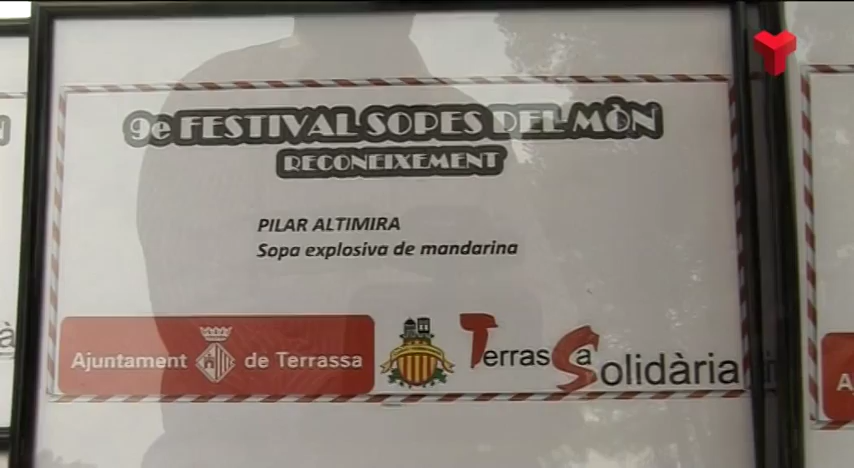 9e FESTIVAL SOPES DEL MÒN
RECONEIXEMENT
PILAR ALTIMIRA
Sopa explosiva de mandarina
Ajuntament de Terrassa
Terrassa Solidària
à
A